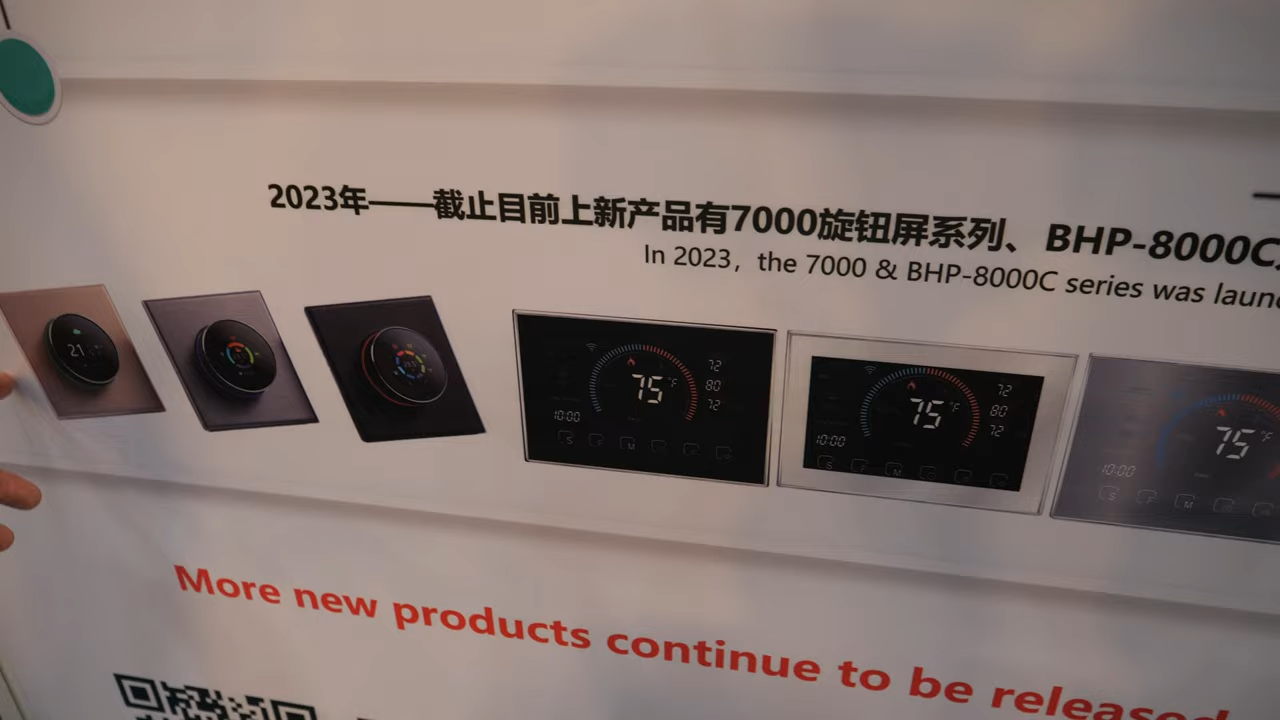 2023年——截止目前上新产品有7000旋钮屏系列、BHP-8000C
In 2023, the 7000 & BHP-8000C series was laun
21
75 °F
72
80
72
10:00
S F M
75 °F
72
80
72
10:00
S F M
75 °F
10:00
S F M
More new products continue to be released